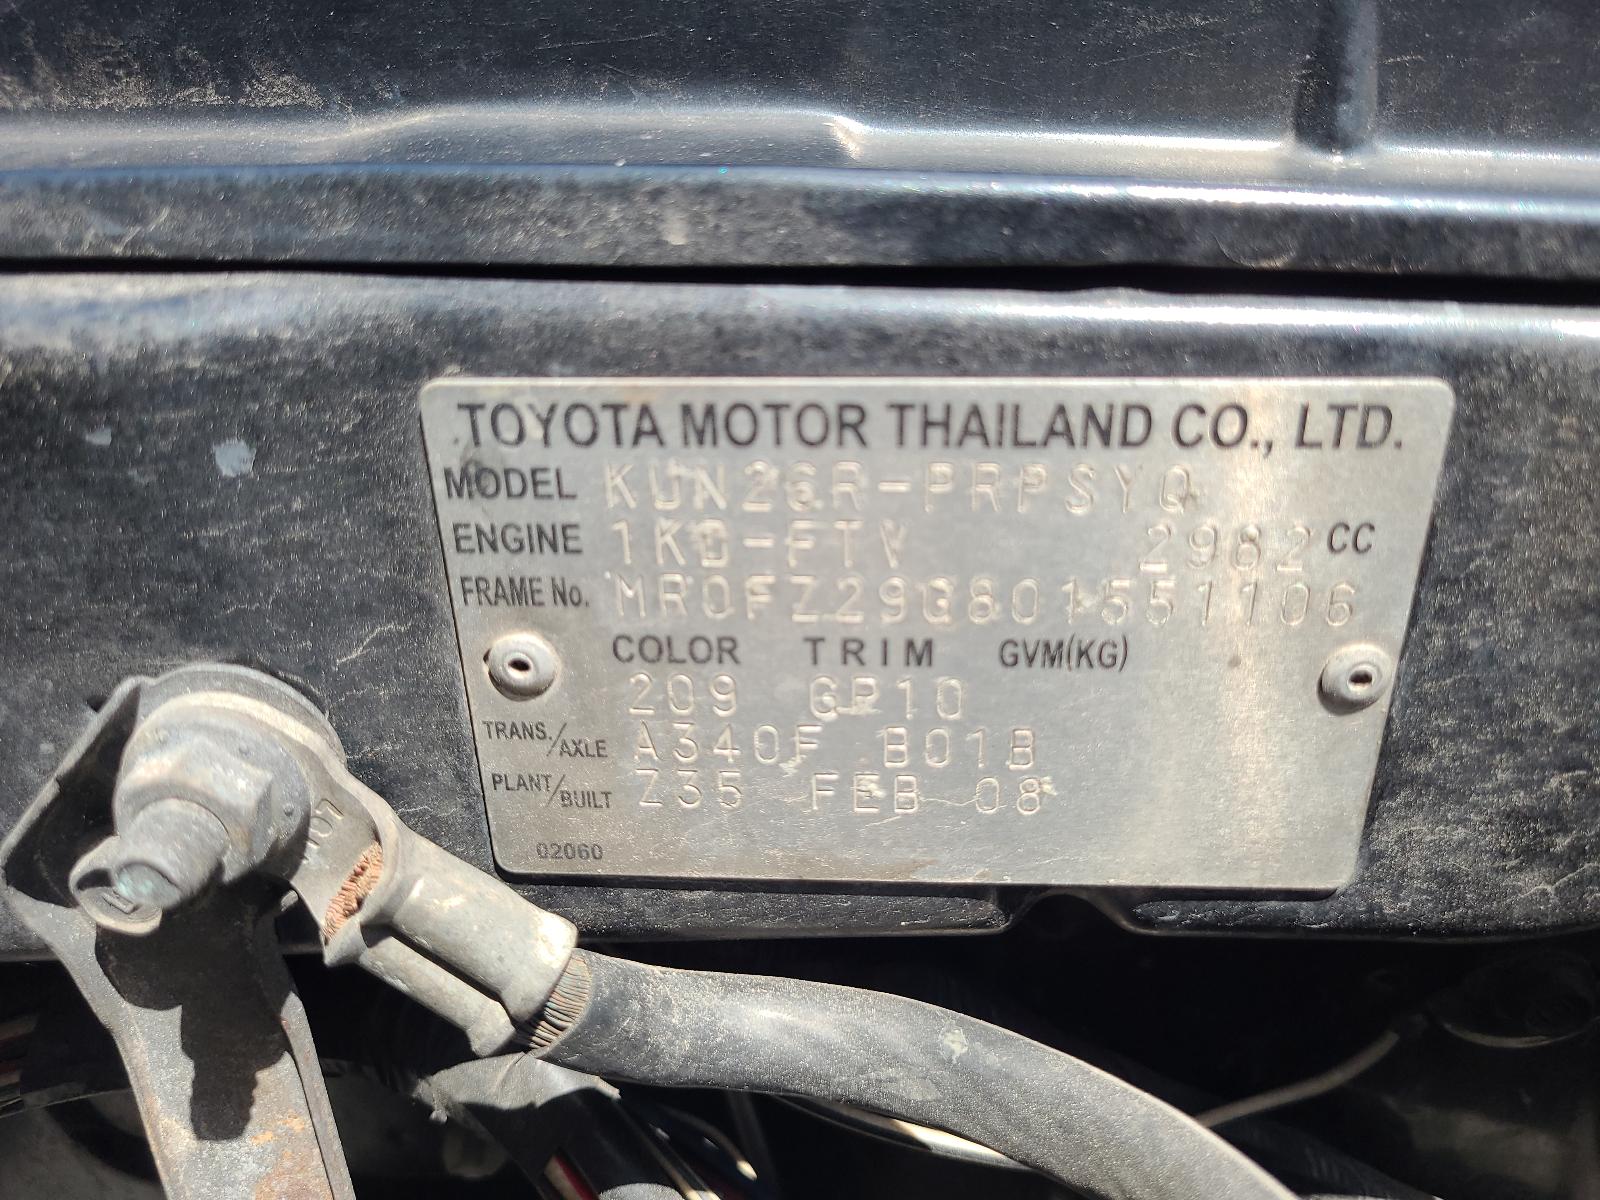 TOYOTA MOTOR THAILAND CO., LTD.
MODEL KUN26R-PRPSYQ
ENGINE 1KD-FTV 2982 CC
FRAME No. MR0FZ29G801551106
COLOR TRIM GVM(KG)
209 GP10
TRANS./AXLE A340F B01B
PLANT/BUILT Z35 FEB 08
02060